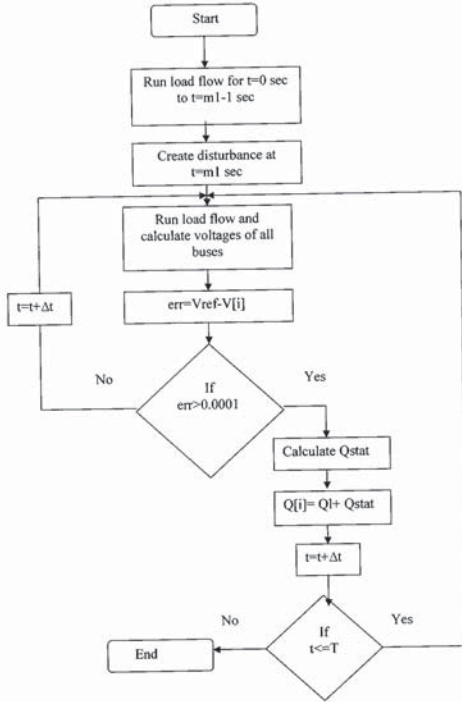 Start
Run load flow for t=0 sec
to t=m1-1 sec
Create disturbance at
t=m1 sec
Run load flow and
calculate voltages of all
buses
t=t+Δt
err=Vref-V[i]
No
If
err>0.0001
Yes
Calculate Qstat
Q[i]= Ql+ Qstat
t=t+Δt
No
If
t<=T
Yes
End